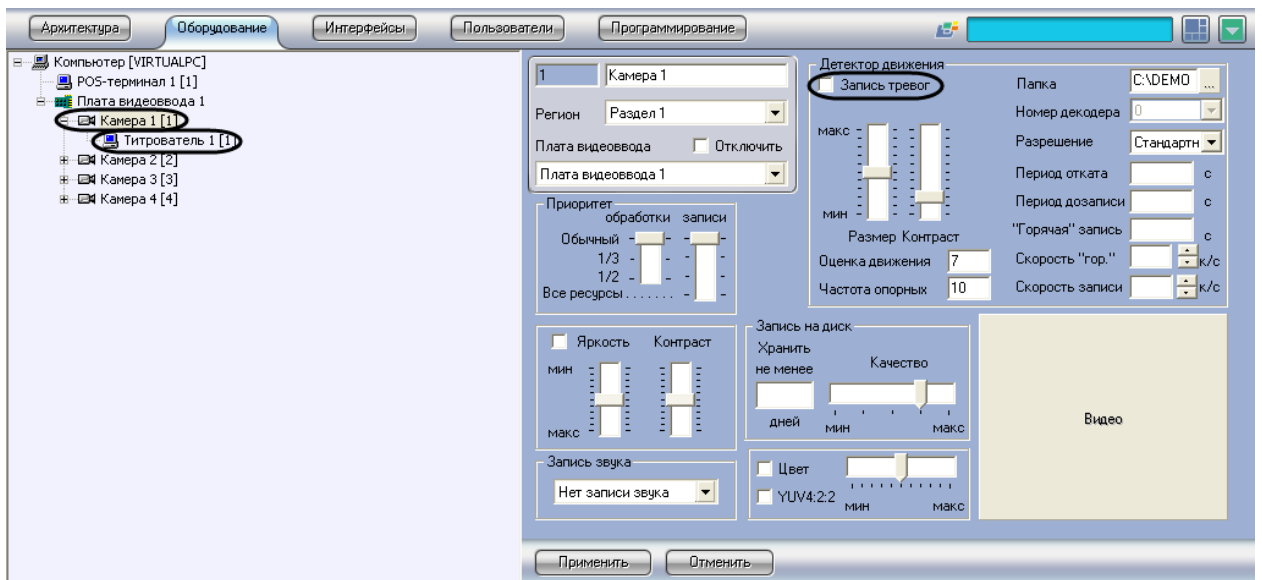 Архитектура Оборудование Интерфейсы Пользователи Программирование
Компьютер [VIRTUALPC]
POS-терминал 1 [1]
Плата видеоввода 1
Камера 1 [1]
Титрователь 1 [1]
Камера 2 [2]
Камера 3 [3]
Камера 4 [4]
1 Камера 1
Регион Раздел 1
Плата видеоввода Отключить
Плата видеоввода 1
Приоритет
обработки записи
Обычный
1/3
1/2
Все ресурсы . . . . . . .
Яркость Контраст
мин
макс
Запись звука
Нет записи звука
Детектор движения
Запись тревог
макс
мин
Размер Контраст
Оценка движения 7
Частота опорных 10
Папка C:\DEMO ...
Номер декодера 0
Разрешение Стандартн
Период отката с
Период дозаписи с
"Горячая" запись с
Скорость "гор." к/с
Скорость записи к/с
Запись на диск
Хранить
не менее
дней
Качество
мин макс
Цвет
YUV4:2:2
мин макс
Видео
Применить Отменить